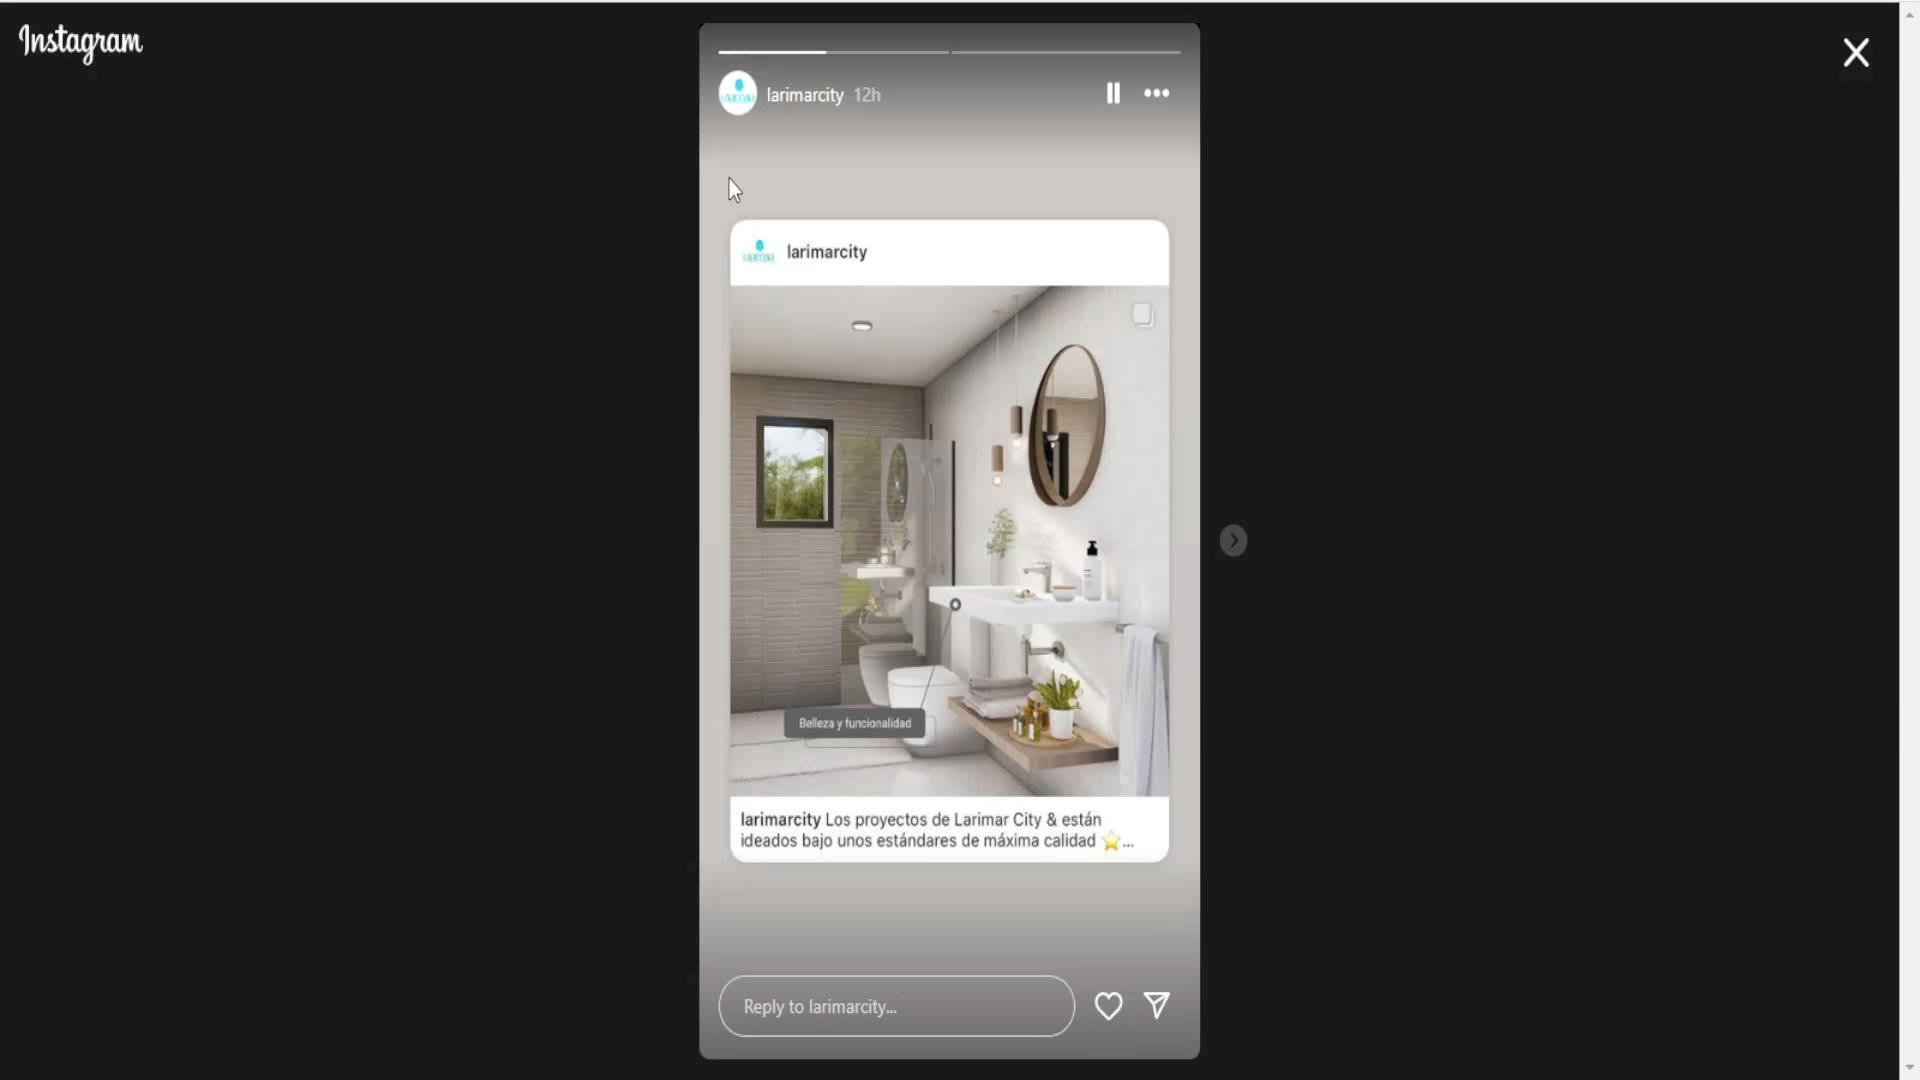 Instagram
larimarcity 12h
larimarcity
Belleza y funcionalidad
larimarcity Los proyectos de Larimar City & están
ideados bajo unos estándares de máxima calidad ⭐...
Reply to larimarcity...